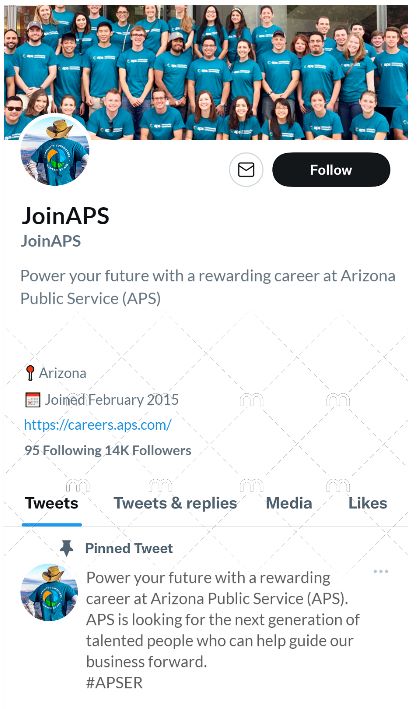 Follow
JoinAPS
JoinAPS
Power your future with a rewarding career at Arizona
Public Service (APS)
Arizona
Joined February 2015
https://careers.aps.com/
95 Following 14K Followers
Tweets Tweets & replies Media Likes
Pinned Tweet
Power your future with a rewarding
career at Arizona Public Service (APS).
APS is looking for the next generation of
talented people who can help guide our
business forward.
#APSER